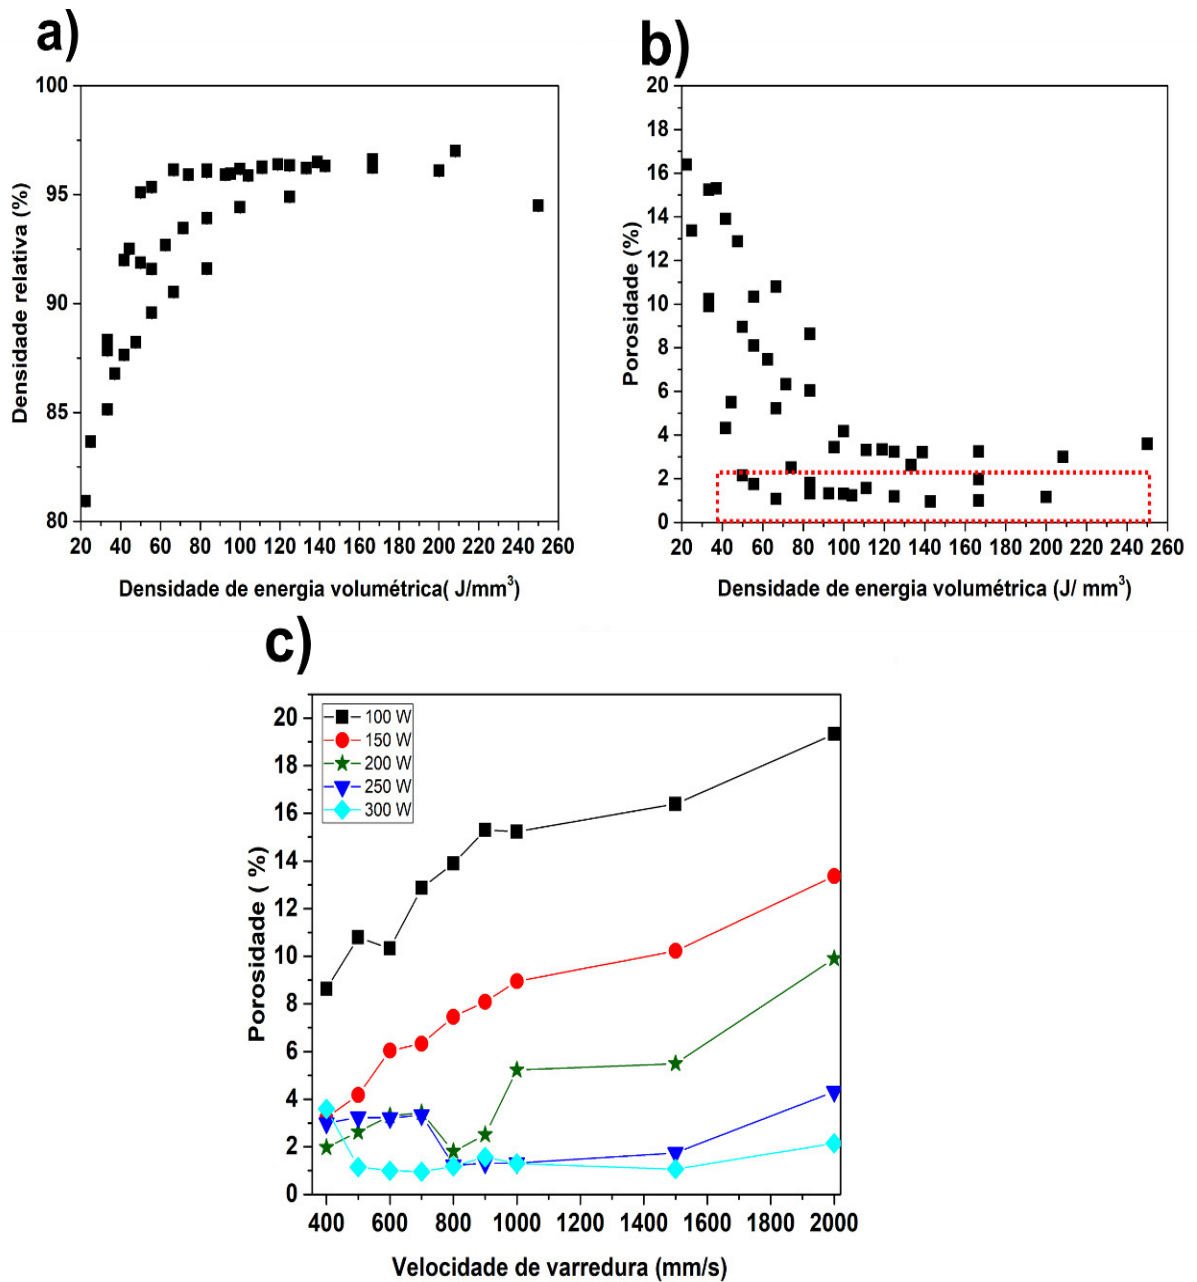 a)
100
95
90
85
80
Densidade relativa (%)
20 40 60 80 100 120 140 160 180 200 220 240 260
Densidade de energia volumétrica( J/mm³)
b)
20
18
16
14
12
10
8
6
4
2
0
Porosidade (%)
20 40 60 80 100 120 140 160 180 200 220 240 260
Densidade de energia volumétrica (J/ mm³)
c)
100 W
150 W
200 W
250 W
300 W
20
18
16
14
12
10
8
6
4
2
0
Porosidade ( %)
400 600 800 1000 1200 1400 1600 1800 2000
Velocidade de varredura (mm/s)